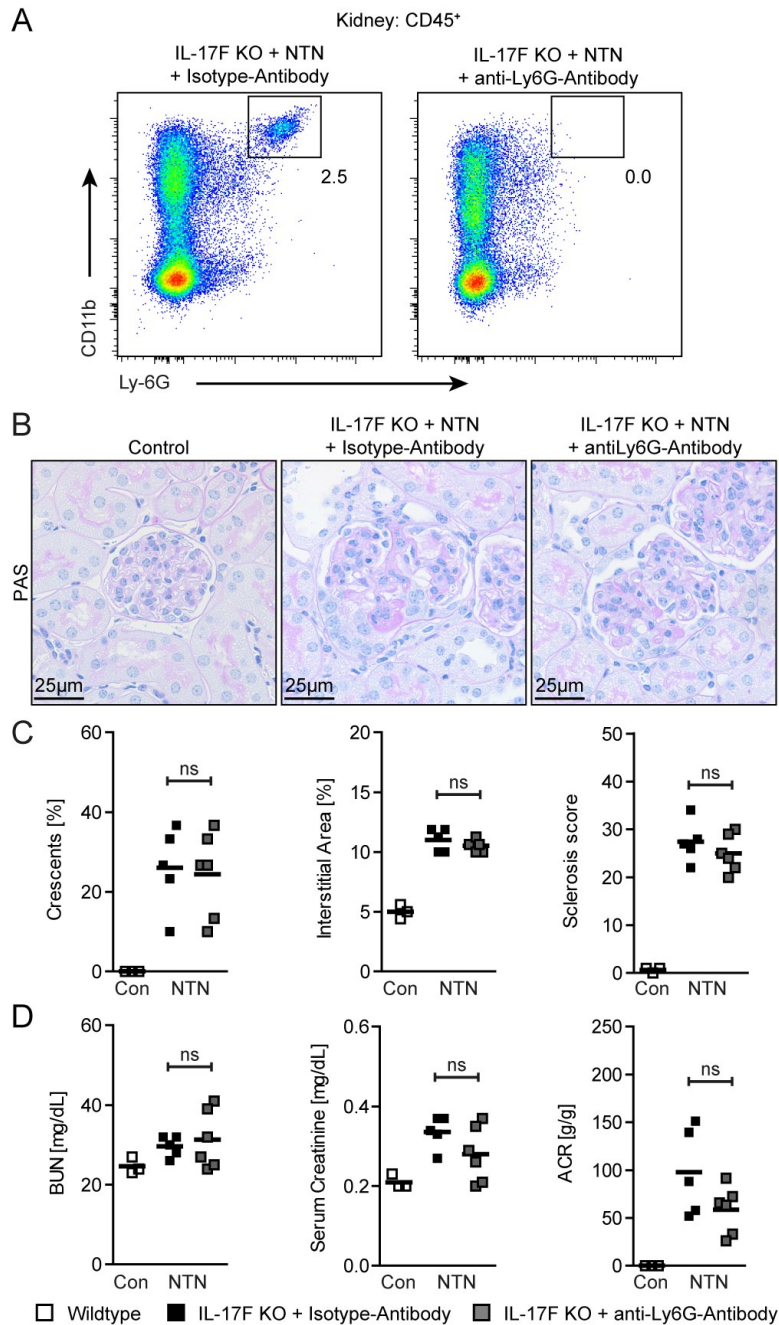 A
Kidney: CD45⁺
IL-17F KO + NTN
+ Isotype-Antibody
IL-17F KO + NTN
+ anti-Ly6G-Antibody
2.5
0.0
CD11b
Ly-6G
B
Control
IL-17F KO + NTN
+ Isotype-Antibody
IL-17F KO + NTN
+ antiLy6G-Antibody
PAS
25µm
25µm
25µm
C
Crescents [%]
60
40
20
0
ns
Con
NTN
Interstitial Area [%]
20
15
10
5
0
ns
Con
NTN
Sclerosis score
50
40
30
20
10
0
ns
Con
NTN
D
BUN [mg/dL]
60
40
20
0
ns
Con
NTN
Serum Creatinine [mg/dL]
0.6
0.4
0.2
0.0
ns
Con
NTN
ACR [g/g]
250
200
150
100
50
0
ns
Con
NTN
Wildtype
IL-17F KO + Isotype-Antibody
IL-17F KO + anti-Ly6G-Antibody